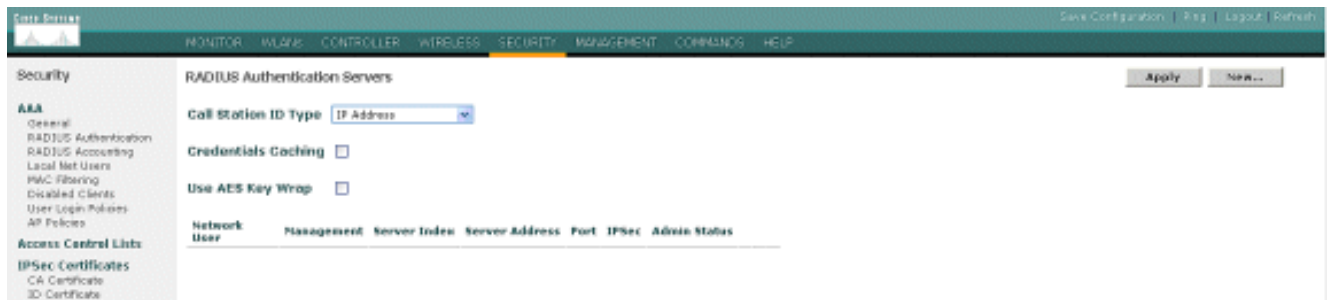 Cisco Systems
Save Configuration | Ping | Logout | Refresh
MONITOR WLANs CONTROLLER WIRELESS SECURITY MANAGEMENT COMMANDS HELP
Security
AAA
General
RADIUS Authentication
RADIUS Accounting
Local Net Users
MAC Filtering
Disabled Clients
User Login Policies
AP Policies
Access Control Lists
IPSec Certificates
CA Certificate
ID Certificate
RADIUS Authentication Servers
Apply New...
Call Station ID Type IP Address
Credentials Caching
Use AES Key Wrap
Network User Management Server Index Server Address Port IPSec Admin Status